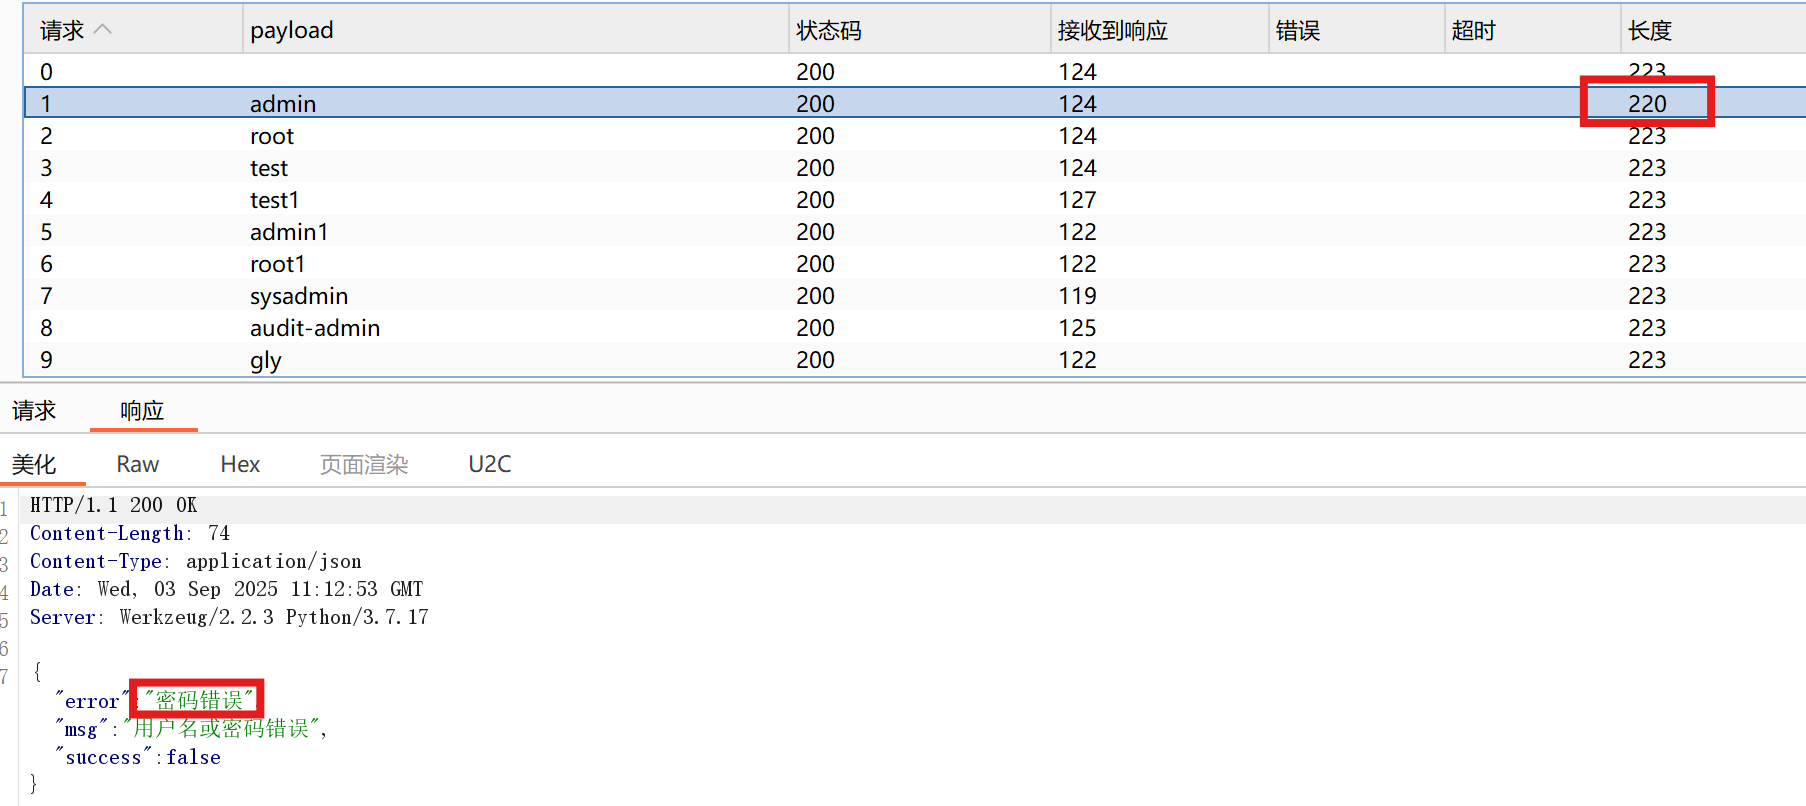 请求 payload 状态码 接收到响应 错误 超时 长度
0 200 124 223
1 admin 200 124 220
2 root 200 124 223
3 test 200 124 223
4 test1 200 127 223
5 admin1 200 122 223
6 root1 200 122 223
7 sysadmin 200 119 223
8 audit-admin 200 125 223
9 gly 200 122 223
请求 响应
美化 Raw Hex 页面渲染 U2C
1 HTTP/1.1 200 OK
2 Content-Length: 74
3 Content-Type: application/json
4 Date: Wed, 03 Sep 2025 11:12:53 GMT
5 Server: Werkzeug/2.2.3 Python/3.7.17
6
7 {
"error":"密码错误",
"msg":"用户名或密码错误",
"success":false
}